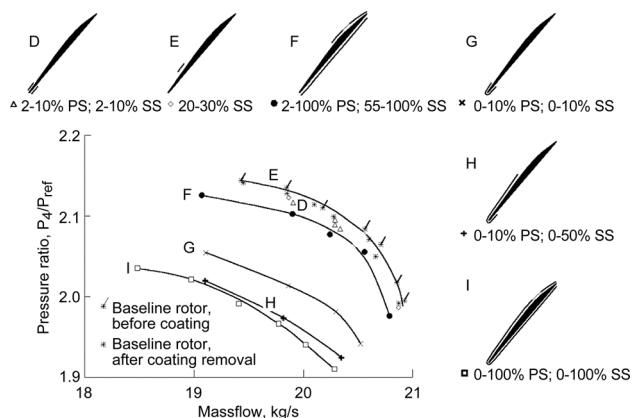 D
E
F
G
△ 2-10% PS; 2-10% SS
◇ 20-30% SS
● 2-100% PS; 55-100% SS
× 0-10% PS; 0-10% SS
H
+ 0-10% PS; 0-50% SS
I
□ 0-100% PS; 0-100% SS
Pressure ratio, P4/Pref
2.2
2.1
2.0
1.9
E
D
F
G
H
I
Baseline rotor,
before coating
Baseline rotor,
after coating removal
18
19
20
21
Massflow, kg/s